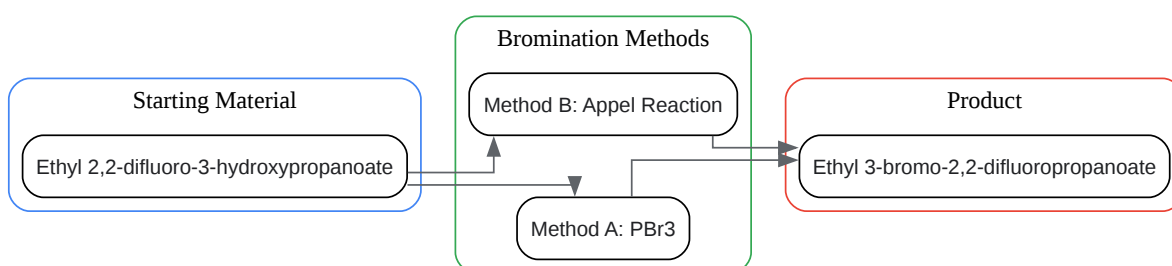 Starting Material
Ethyl 2,2-difluoro-3-hydroxypropanoate
Bromination Methods
Method B: Appel Reaction
Method A: PBr3
Product
Ethyl 3-bromo-2,2-difluoropropanoate